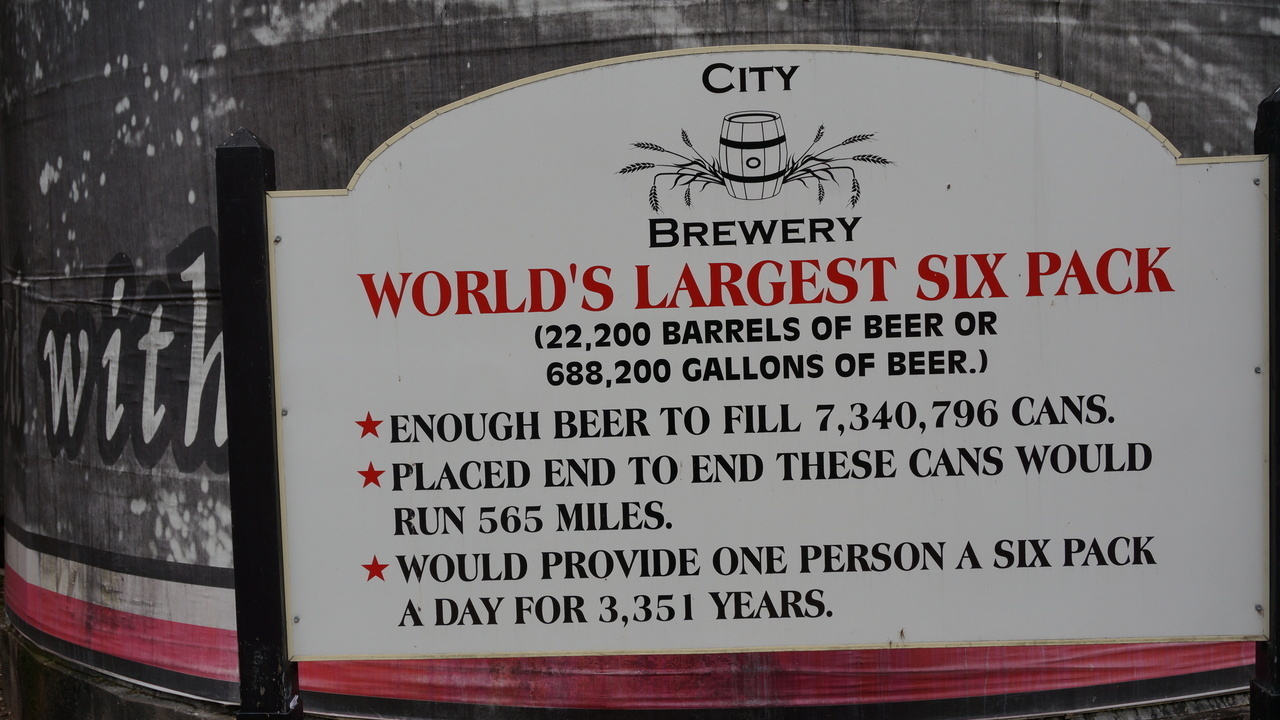 CITY
BREWERY
WORLD'S LARGEST SIX PACK
(22,200 BARRELS OF BEER OR
688,200 GALLONS OF BEER.)
ENOUGH BEER TO FILL 7,340,796 CANS.
PLACED END TO END THESE CANS WOULD
RUN 565 MILES.
WOULD PROVIDE ONE PERSON A SIX PACK
A DAY FOR 3,351 YEARS.
with